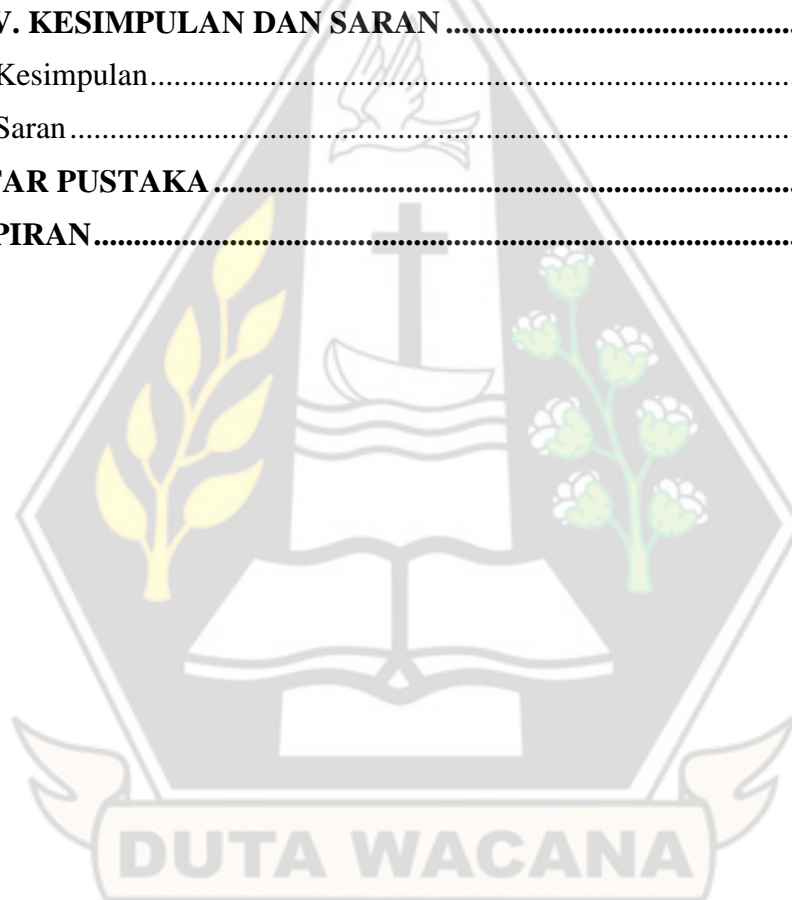 V. KESIMPULAN DAN SARAN ..........................................
Kesimpulan..................................................................................
Saran ...........................................................................................
TAR PUSTAKA .........................................................................
PIRAN........................................................................................
DUTA WACANA